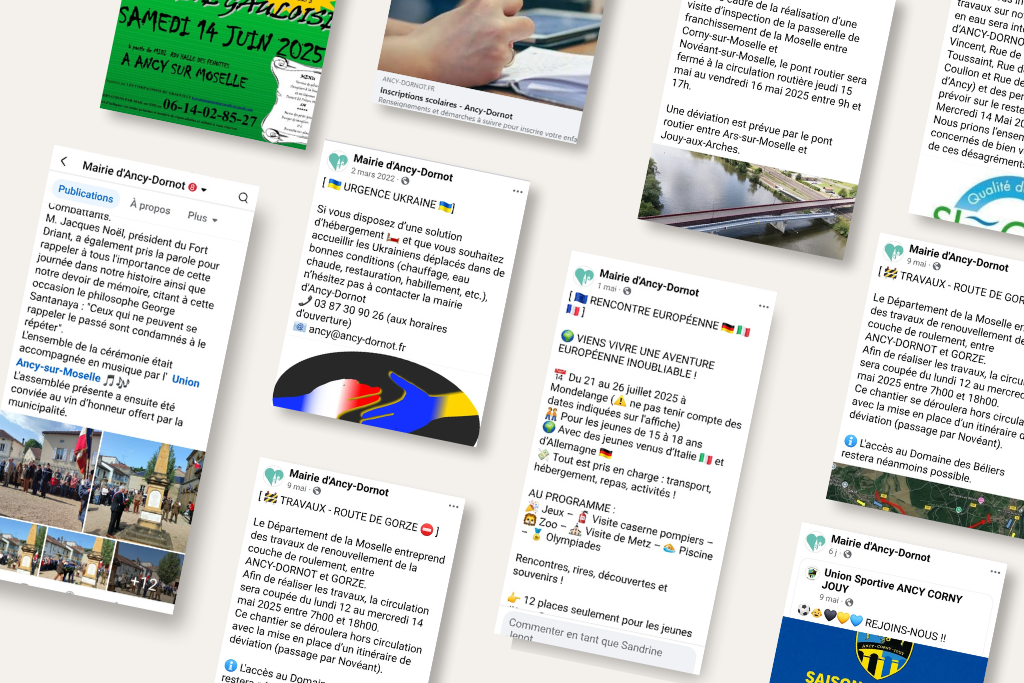 GAULOISE
SAMEDI 14 JUIN 2025
à partir de MIDI
A ANCY SUR MOSELLE
06-14-02-85-27
MENU
ANCY-DORNOT.FR
Inscriptions scolaires - Ancy-Dornot
Renseignements et démarches à suivre pour inscrire votre enf
cadre de la réalisation d'une
visite d'inspection de la passerelle de
franchissement de la Moselle entre
Corny-sur-Moselle et
Novéant-sur-Moselle, le pont routier sera
fermé à la circulation routière jeudi 15
mai au vendredi 16 mai 2025 entre 9h et
17h.
Une déviation est prévue par le pont
routier entre Ars-sur-Moselle et
Jouy-aux-Arches.
travaux sur
en eau sera
d'ANCY-DORNO
Vincent, Rue de
Toussaint, Rue
Coullon et Rue de
d'Ancy) et des per
prévoir sur le reste
Mercredi 14 Mai 20
Nous prions l'ensem
concernés de bien v
de ces désagréments
Qualité d'
Mairie d'Ancy-Dornot 8
Publications
À propos
Plus
Combattants.
M. Jacques Noël, président du Fort
Driant, a également pris la parole pour
rappeler à tous l'importance de cette
journée dans notre histoire ainsi que
notre devoir de mémoire, citant à cette
occasion le philosophe George
Santanaya : "Ceux qui ne peuvent se
rappeler le passé sont condamnés à le
répéter".
L'ensemble de la cérémonie était
accompagnée en musique par l' Union
Ancy-sur-Moselle 🎵🎶
L'assemblée présente a ensuite été
conviée au vin d'honneur offert par la
municipalité.
+12
Mairie d'Ancy-Dornot
2 mars 2022 ·
[ 🇺🇦 URGENCE UKRAINE 🇺🇦]
Si vous disposez d'une solution
d'hébergement 🛏️ et que vous souhaitez
accueillir les Ukrainiens déplacés dans de
bonnes conditions (chauffage, eau
chaude, restauration, habillement, etc.),
n'hésitez pas à contacter la mairie
d'Ancy-Dornot
📞 03 87 30 90 26 (aux horaires
d'ouverture)
📧 ancy@ancy-dornot.fr
Mairie d'Ancy-Dornot
9 mai ·
[ 🚧 TRAVAUX - ROUTE DE GORZE ⛔ ]
Le Département de la Moselle entreprend
des travaux de renouvellement de la
couche de roulement, entre
ANCY-DORNOT et GORZE.
Afin de réaliser les travaux, la circulation
sera coupée du lundi 12 au mercredi 14
mai 2025 entre 7h00 et 18h00.
Ce chantier se déroulera hors circulation
avec la mise en place d'un itinéraire de
déviation (passage par Novéant).
ℹ️ L'accès au Domaine des Béliers
Mairie d'Ancy-Dornot
1 mai ·
[ 🇪🇺 RENCONTRE EUROPÉENNE 🇩🇪 🇮🇹
🇫🇷 ]
🌍 VIENS VIVRE UNE AVENTURE
EUROPÉENNE INOUBLIABLE !
📅 Du 21 au 26 juillet 2025 à
Mondelange (⚠️ ne pas tenir compte des
dates indiquées sur l'affiche)
👫 Pour les jeunes de 15 à 18 ans
🌍 Avec des jeunes venus d'Italie 🇮🇹 et
d'Allemagne 🇩🇪
💸 Tout est pris en charge : transport,
hébergement, repas, activités !
AU PROGRAMME :
🎉 Jeux – 🧯 Visite caserne pompiers –
🦁 Zoo – ⛪ Visite de Metz – 🏊 Piscine
– 🏅 Olympiades
Rencontres, rires, découvertes et
souvenirs !
👉 12 places seulement pour les jeunes
Commenter en tant que Sandrine
Mairie d'Ancy-Dornot
9 mai ·
[ 🚧 TRAVAUX - ROUTE DE GOR
Le Département de la Moselle en
des travaux de renouvellement de
couche de roulement, entre
ANCY-DORNOT et GORZE.
Afin de réaliser les travaux, la circu
sera coupée du lundi 12 au mercred
mai 2025 entre 7h00 et 18h00.
Ce chantier se déroulera hors circula
avec la mise en place d'un itinéraire
déviation (passage par Novéant).
ℹ️ L'accès au Domaine des Béliers
restera néanmoins possible.
Mairie d'Ancy-Dornot
6 j ·
Union Sportive ANCY CORNY
JOUY
9 mai ·
⚽👏🖤💛💙 REJOINS-NOUS !!
ANCY-CORNY-JOUY
SAISON